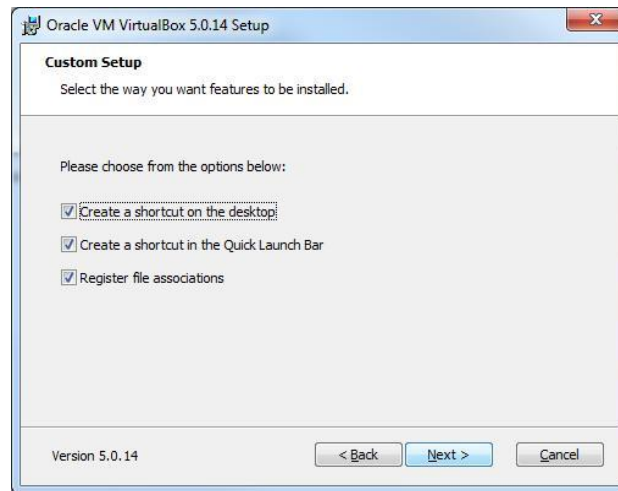 Oracle VM VirtualBox 5.0.14 Setup
Custom Setup
Select the way you want features to be installed.
Please choose from the options below:
Create a shortcut on the desktop
Create a shortcut in the Quick Launch Bar
Register file associations
Version 5.0.14
< Back
Next >
Cancel